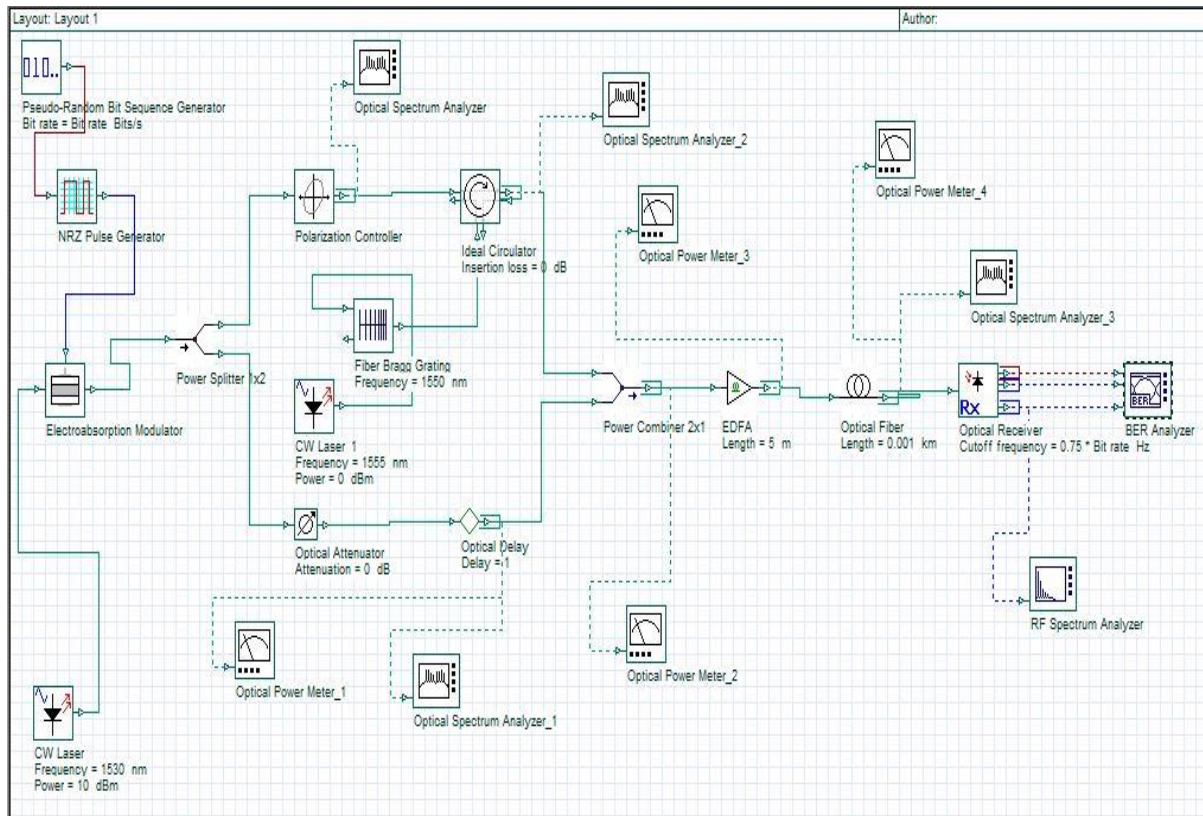 Layout: Layout 1
Author:
010..
Pseudo-Random Bit Sequence Generator
Bit rate = Bit rate Bits/s
Optical Spectrum Analyzer
Optical Spectrum Analyzer_2
Optical Power Meter_4
NRZ Pulse Generator
Polarization Controller
Ideal Circulator
Insertion loss = 0 dB
Optical Power Meter_3
Optical Spectrum Analyzer_3
Fiber Bragg Grating
Frequency = 1550 nm
Power Splitter 1x2
Electroabsorption Modulator
CW Laser 1
Frequency = 1555 nm
Power = 0 dBm
Power Combiner 2x1
EDFA
Length = 5 m
Optical Fiber
Length = 0.001 km
Rx
Optical Receiver
Cutoff frequency = 0.75 * Bit rate Hz
BER
BER Analyzer
Optical Attenuator
Attenuation = 0 dB
Optical Delay
Delay = 1
RF Spectrum Analyzer
Optical Power Meter_1
Optical Spectrum Analyzer_1
Optical Power Meter_2
CW Laser
Frequency = 1530 nm
Power = 10 dBm